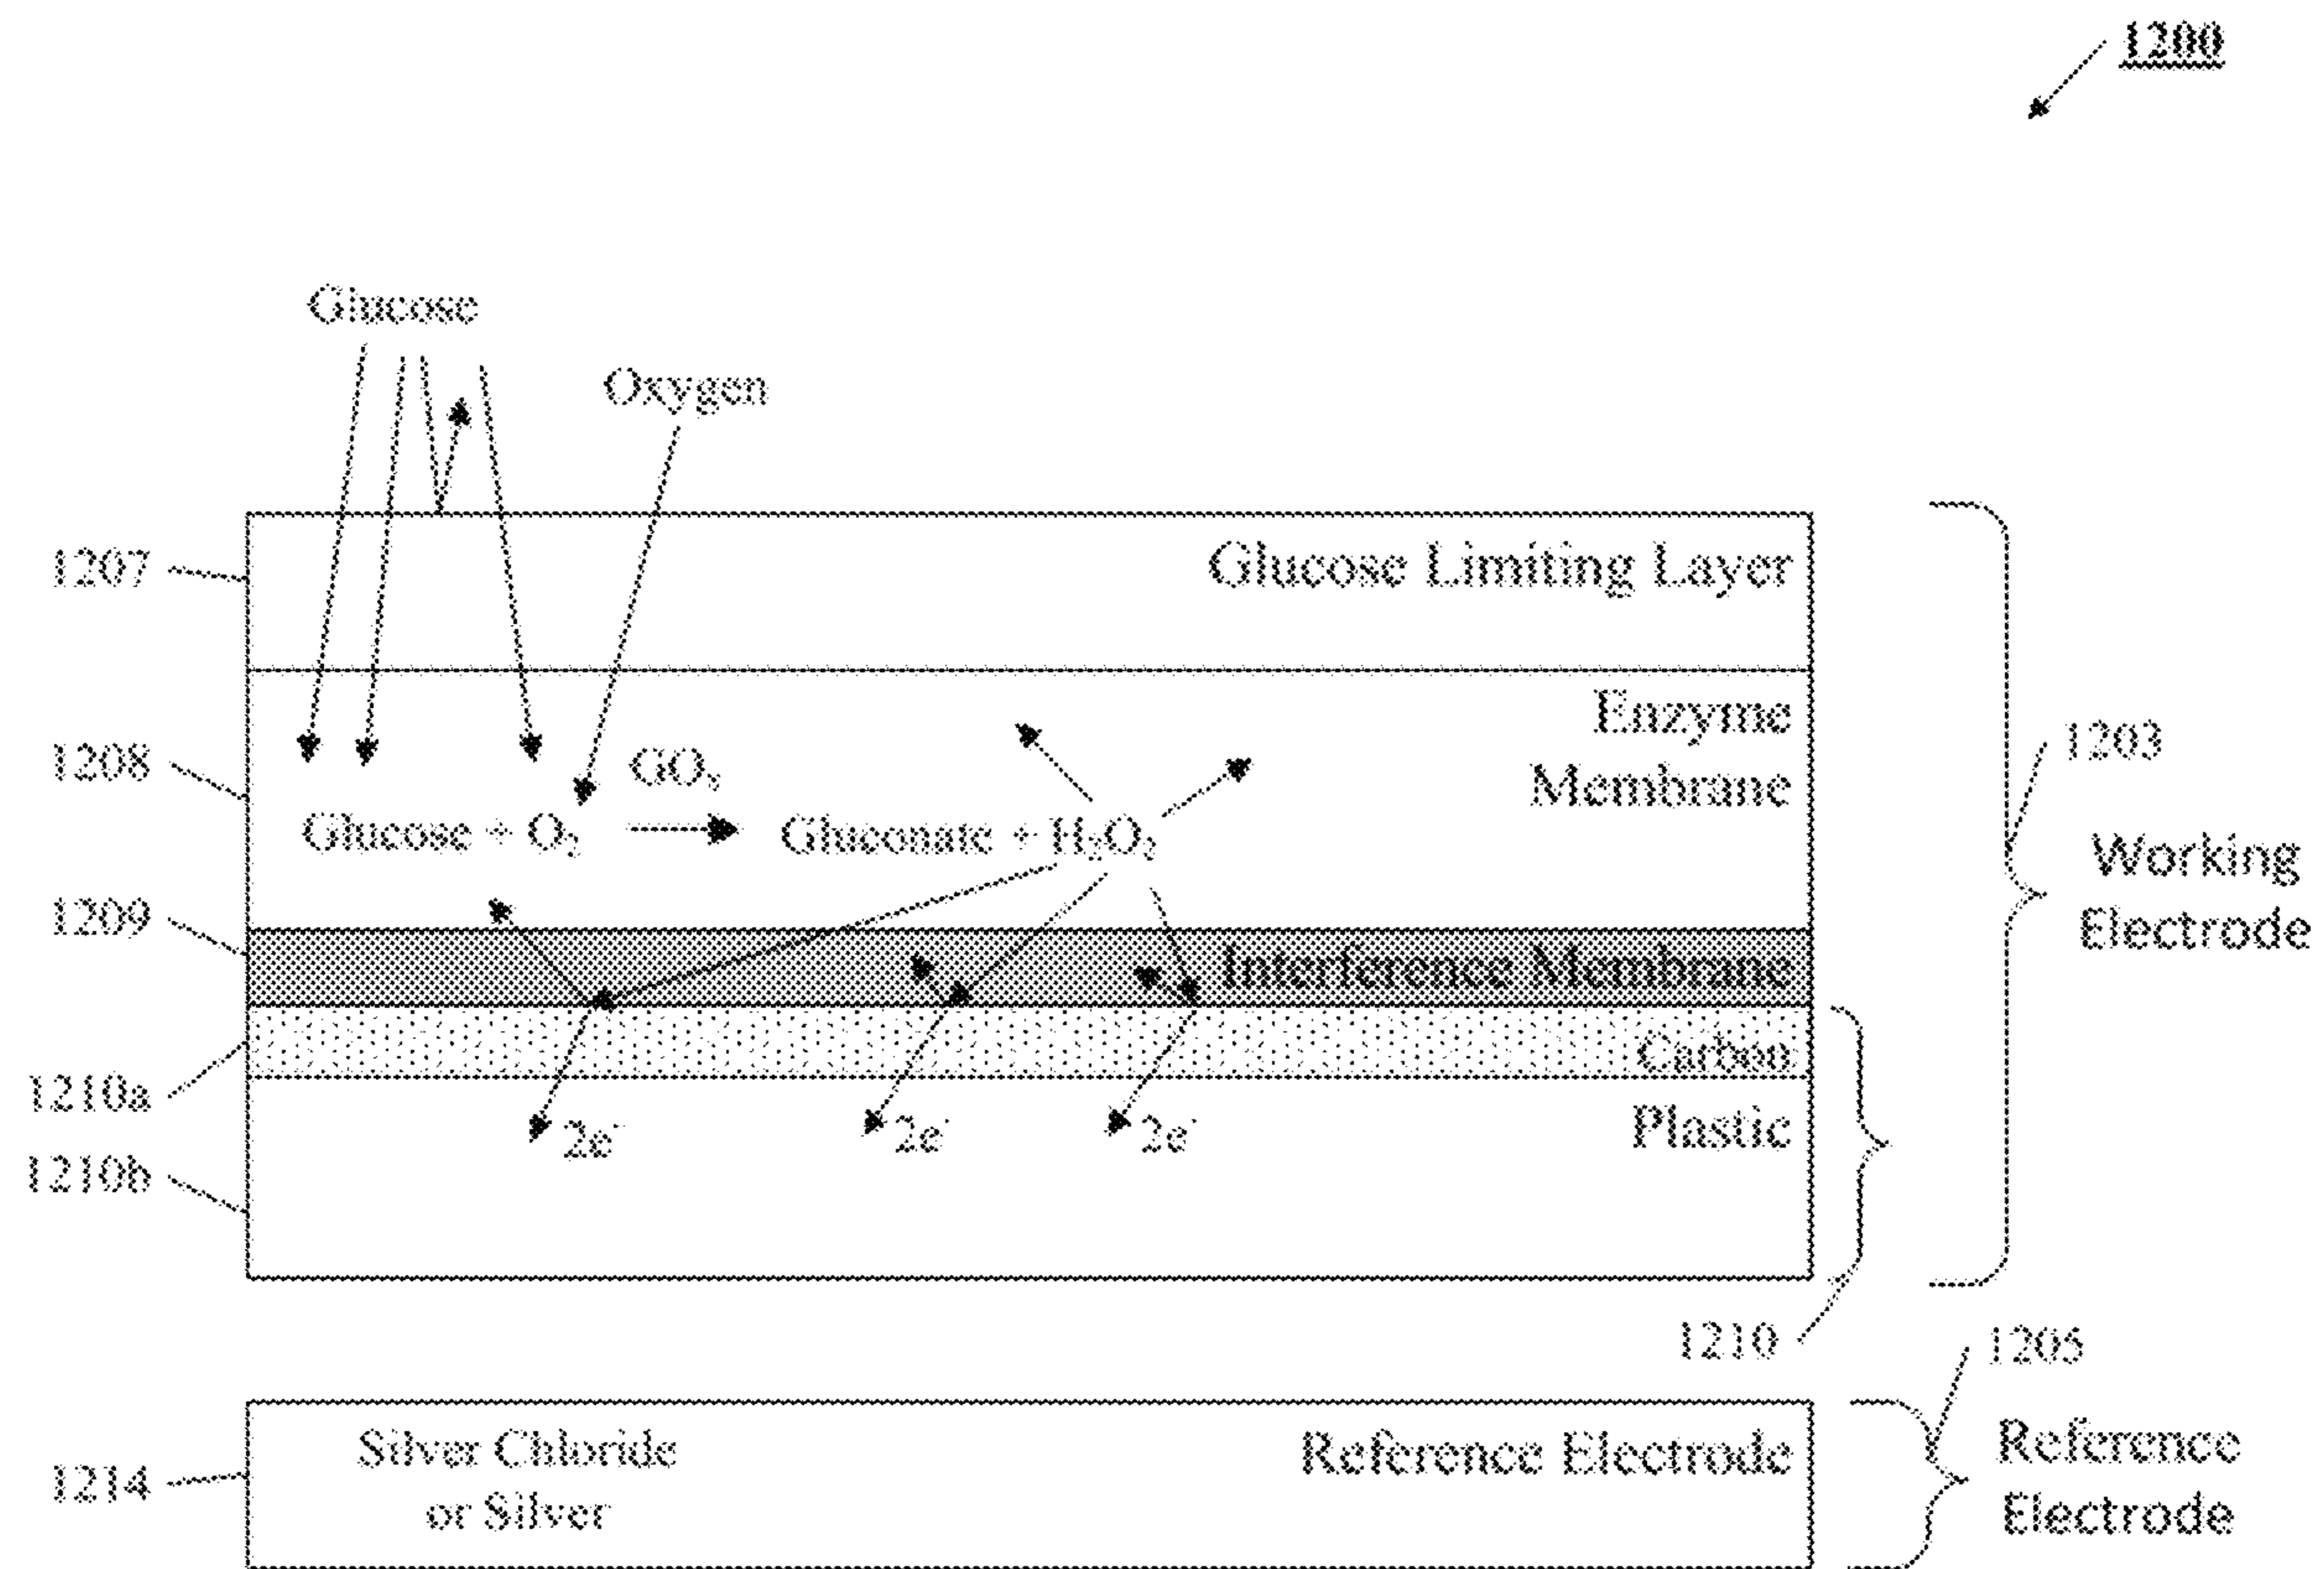 1200
Glucose
Oxygen
1207
Glucose Limiting Layer
Enzyme
Membrane
1208
GOx
Glucose + O2
Gluconate + H2O2
1203
Working
Electrode
1209
Interference Membrane
Carbon
1210a
2e-
2e-
2e-
Plastic
1210b
1210
1205
Silver Chloride
or Silver
Reference Electrode
Reference
Electrode
1214